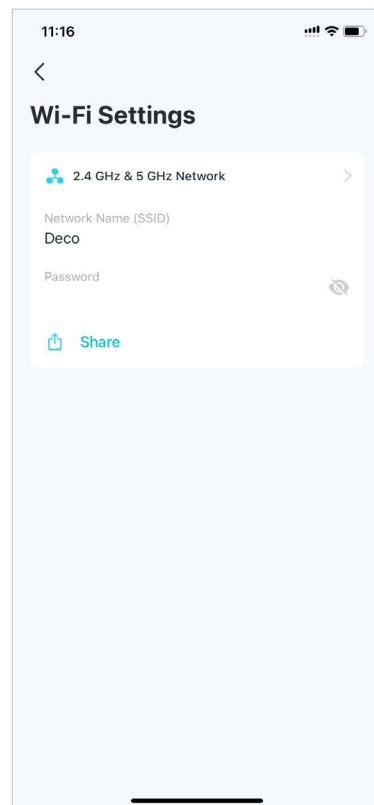 11:16
Wi-Fi Settings
2.4 GHz & 5 GHz Network
Network Name (SSID)
Deco
Password
Share